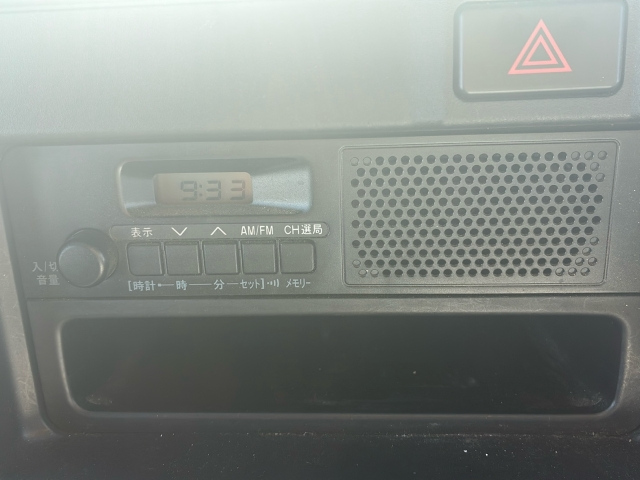 9:33
表示 ∨ ∧ AM/FM CH選局
入/切
音量
[時計•―時――分―セット]•))) メモリー